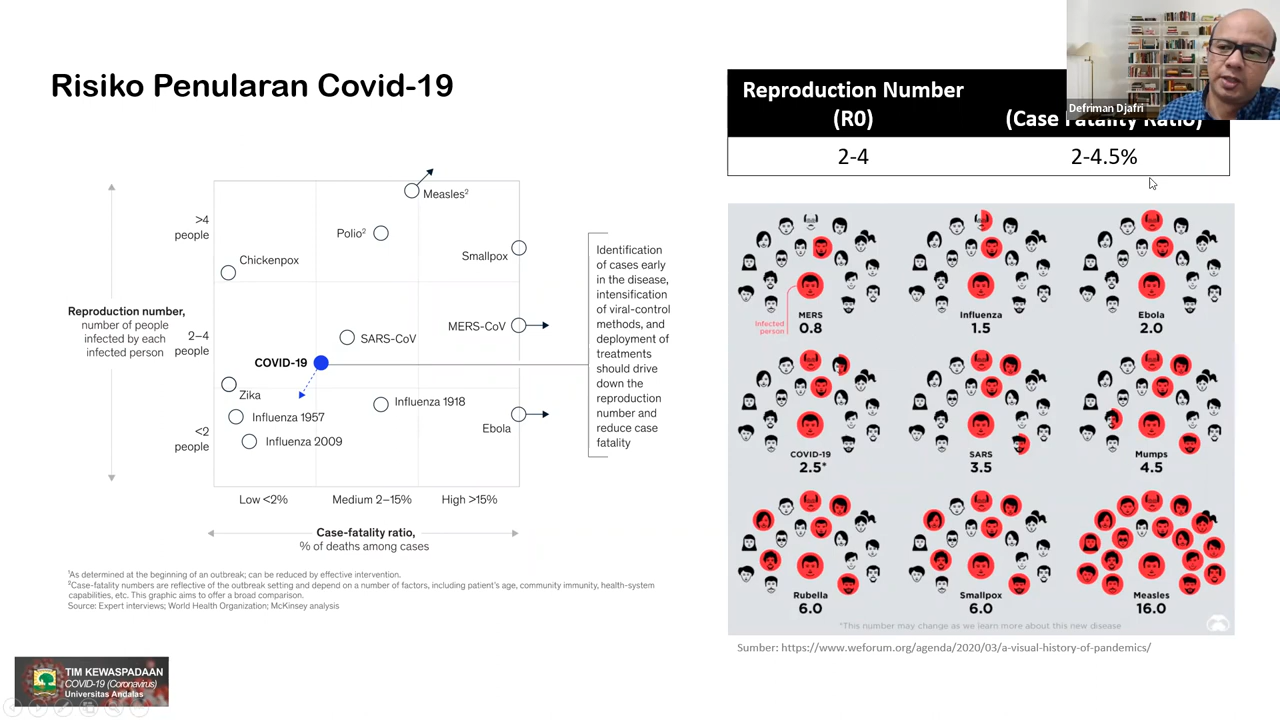 Risiko Penularan Covid-19
Reproduction Number
(R0)
(Case Fatality Ratio)
2-4
2-4.5%
Defriman Djafri
>4
people
2–4
people
<2
people
Reproduction number,
number of people
infected by each
infected person
Measles²
Polio²
Smallpox
Chickenpox
MERS-CoV
SARS-CoV
COVID-19
Zika
Influenza 1918
Influenza 1957
Ebola
Influenza 2009
Low <2%
Medium 2–15%
High >15%
Case-fatality ratio,
% of deaths among cases
Identification
of cases early
in the disease,
intensification
of viral-control
methods, and
deployment of
treatments
should drive
down the
reproduction
number and
reduce case
fatality
¹As determined at the beginning of an outbreak; can be reduced by effective intervention.
²Case-fatality numbers are reflective of the outbreak setting and depend on a number of factors, including patient's age, community immunity, health-system
capabilities, etc. This graphic aims to offer a broad comparison.
Source: Expert interviews; World Health Organization; McKinsey analysis
Infected
person
MERS
0.8
Influenza
1.5
Ebola
2.0
COVID-19
2.5*
SARS
3.5
Mumps
4.5
Rubella
6.0
Smallpox
6.0
Measles
16.0
*This number may change as we learn more about this new disease
Sumber: https://www.weforum.org/agenda/2020/03/a-visual-history-of-pandemics/
TIM KEWASPADAAN
COVID-19 (Coronavirus)
Universitas Andalas